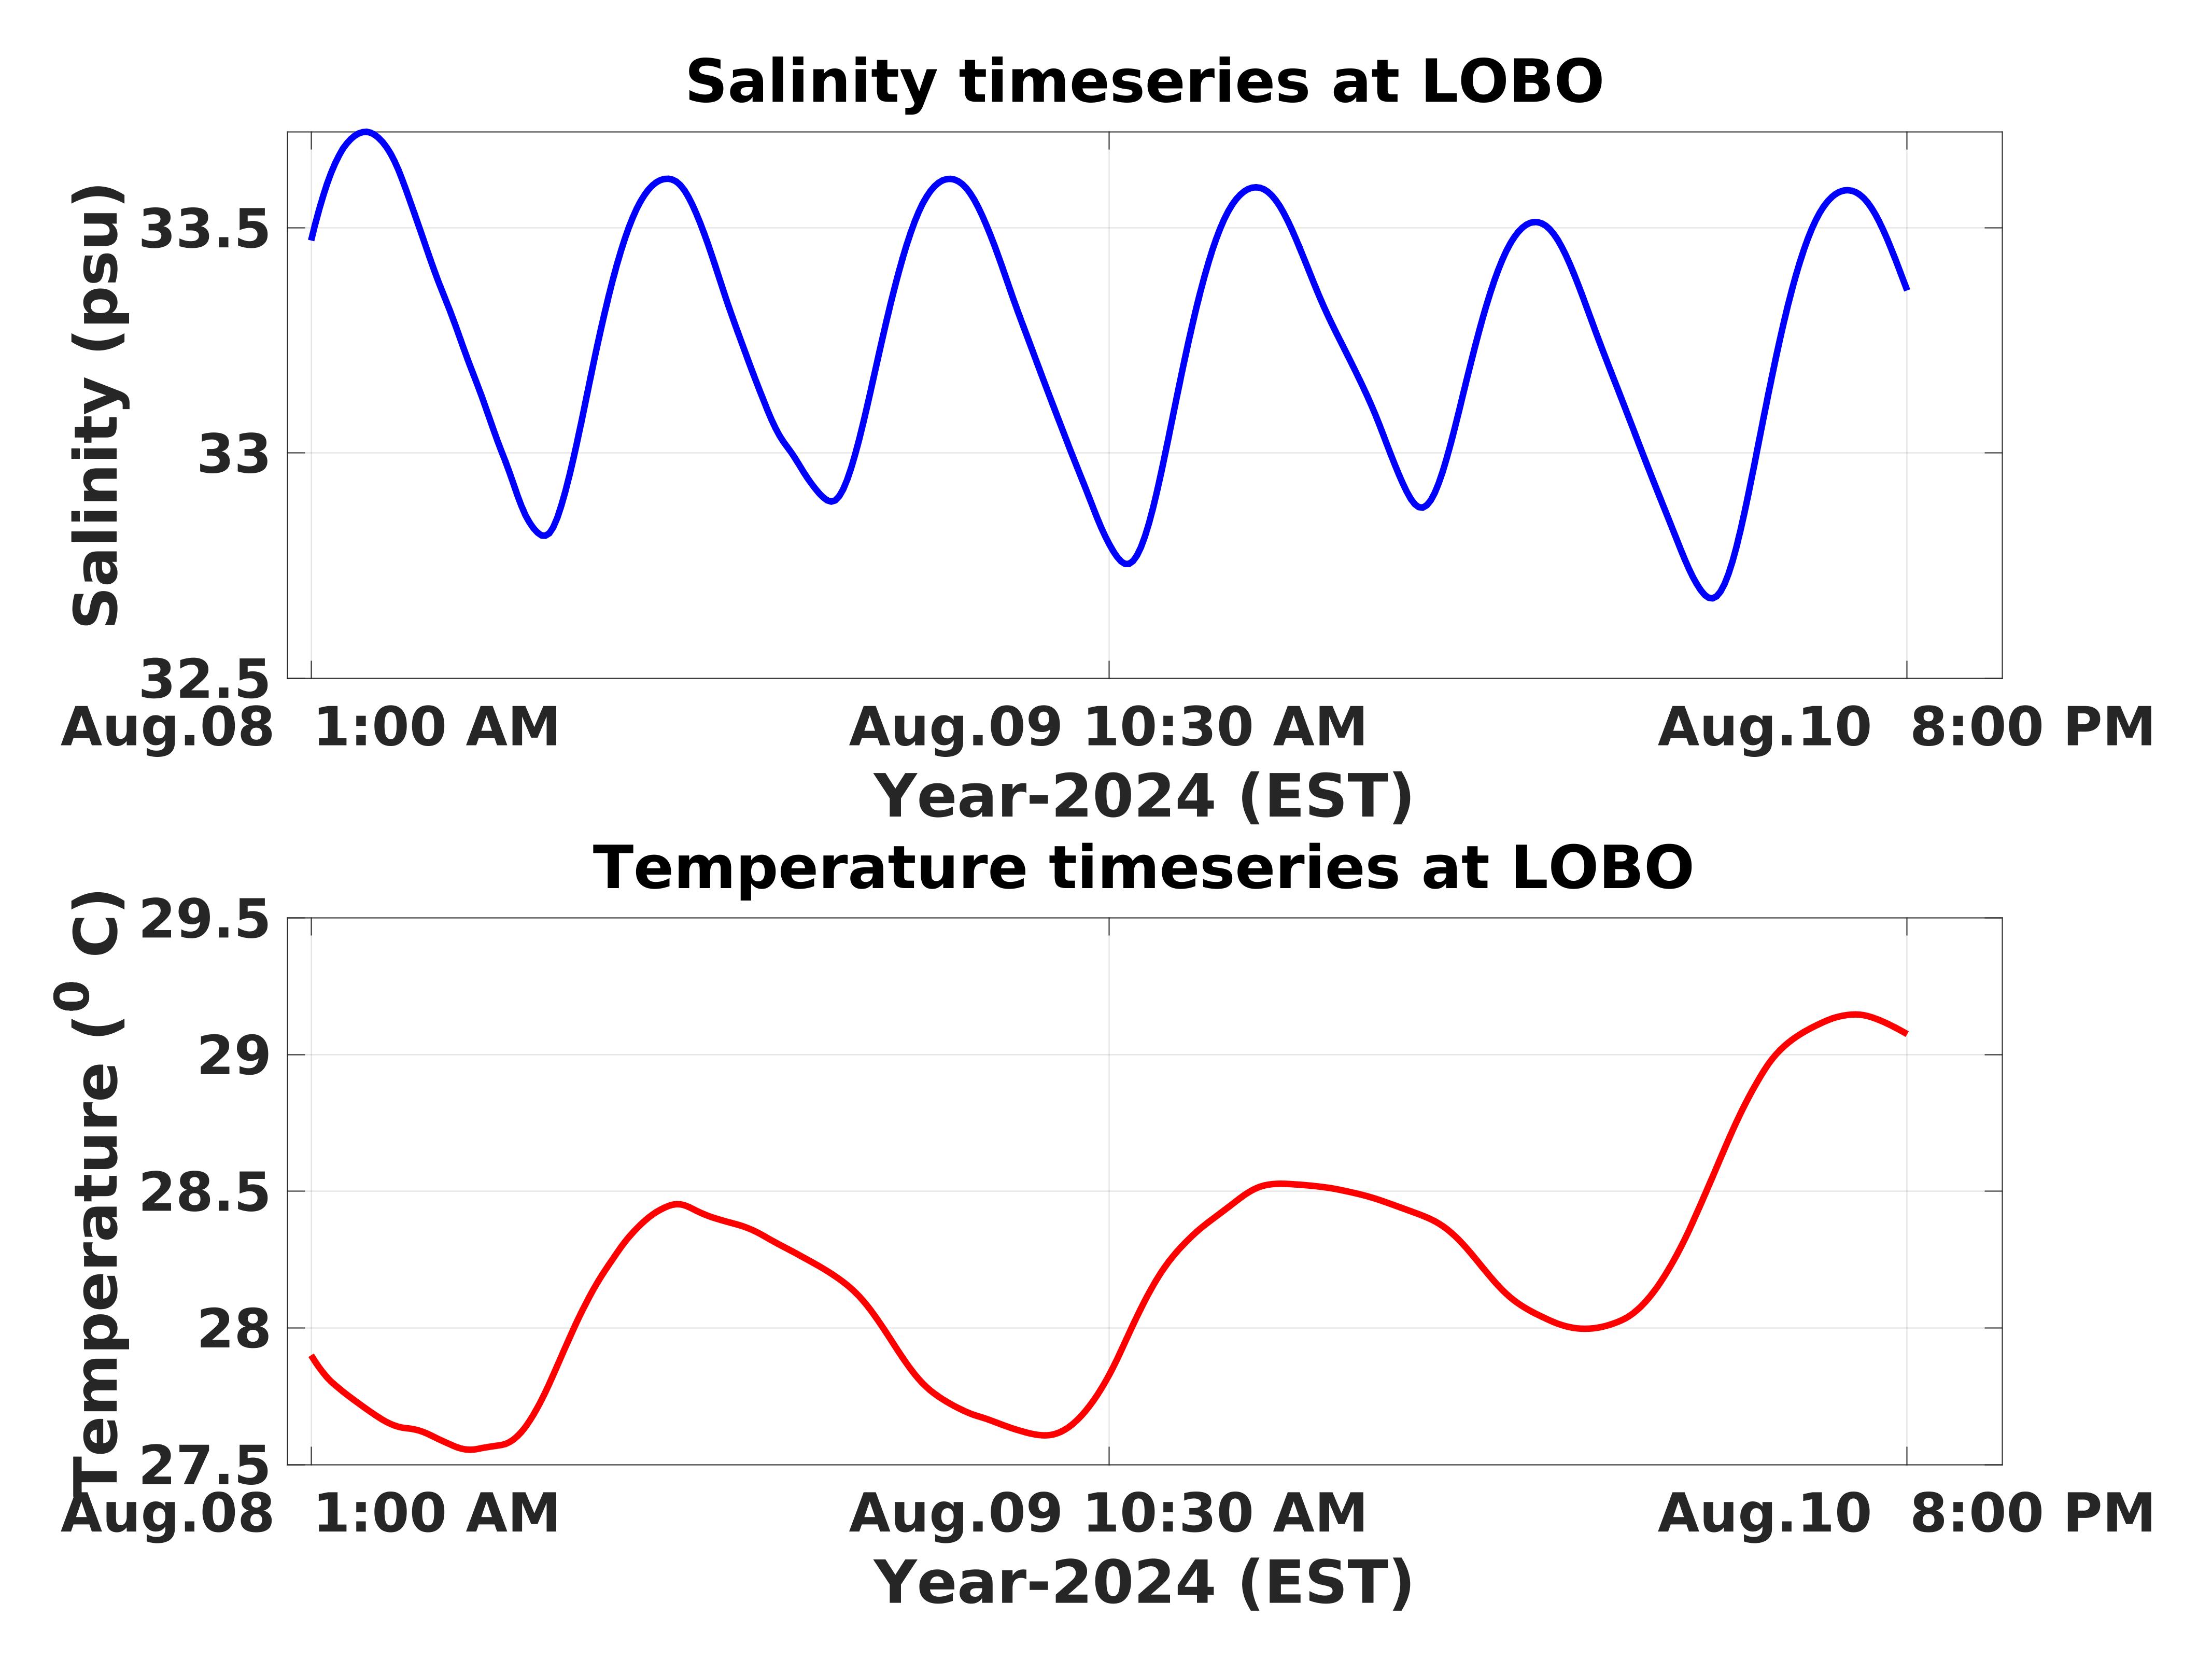 Salinity timeseries at LOBO
Salinity (psu)
33.5
33
32.5
Aug.08 1:00 AM
Aug.09 10:30 AM
Aug.10 8:00 PM
Year-2024 (EST)
Temperature timeseries at LOBO
Temperature (⁰ C)
29.5
29
28.5
28
27.5
Aug.08 1:00 AM
Aug.09 10:30 AM
Aug.10 8:00 PM
Year-2024 (EST)